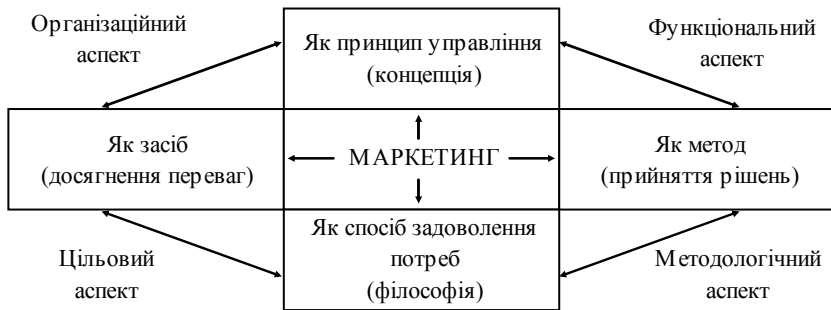 Організаційний
аспект
Як принцип управління
(концепція)
Функціональний
аспект
Як засіб
(досягнення переваг)
МАРКЕТИНГ
Як метод
(прийняття рішень)
Цільовий
аспект
Як спосіб задоволення
потреб
(філософія)
Методологічний
аспект